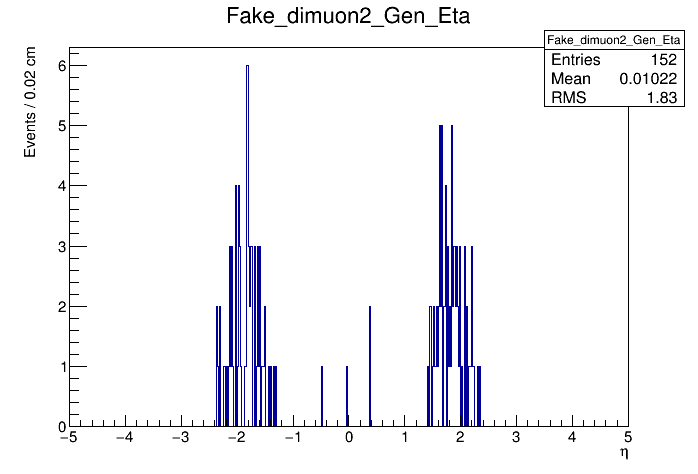 Fake_dimuon2_Gen_Eta
Fake_dimuon2_Gen_Eta
Entries 152
Mean 0.01022
RMS 1.83
Events / 0.02 cm
6
5
4
3
2
1
0
−5 −4 −3 −2 −1 0 1 2 3 4 5
η